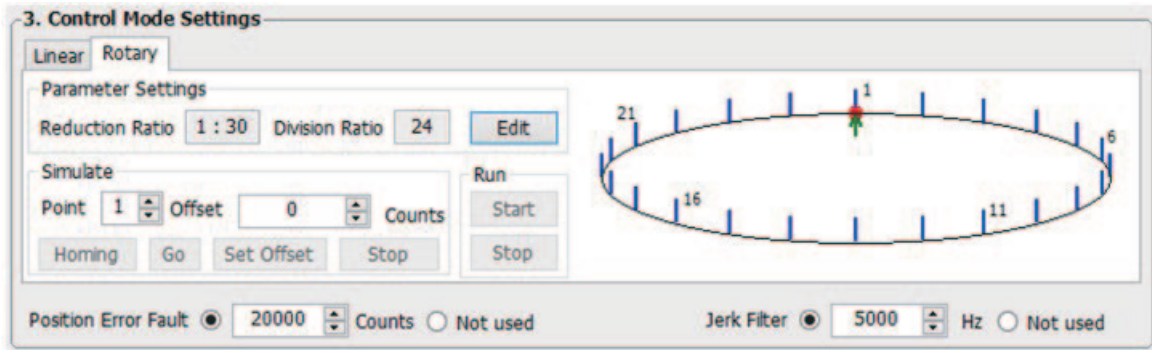 3. Control Mode Settings
Linear Rotary
Parameter Settings
Reduction Ratio 1 : 30 Division Ratio 24 Edit
Simulate
Point 1 Offset 0 Counts
Homing Go Set Offset Stop
Run
Start
Stop
1
21
6
16
11
Position Error Fault 20000 Counts Not used
Jerk Filter 5000 Hz Not used